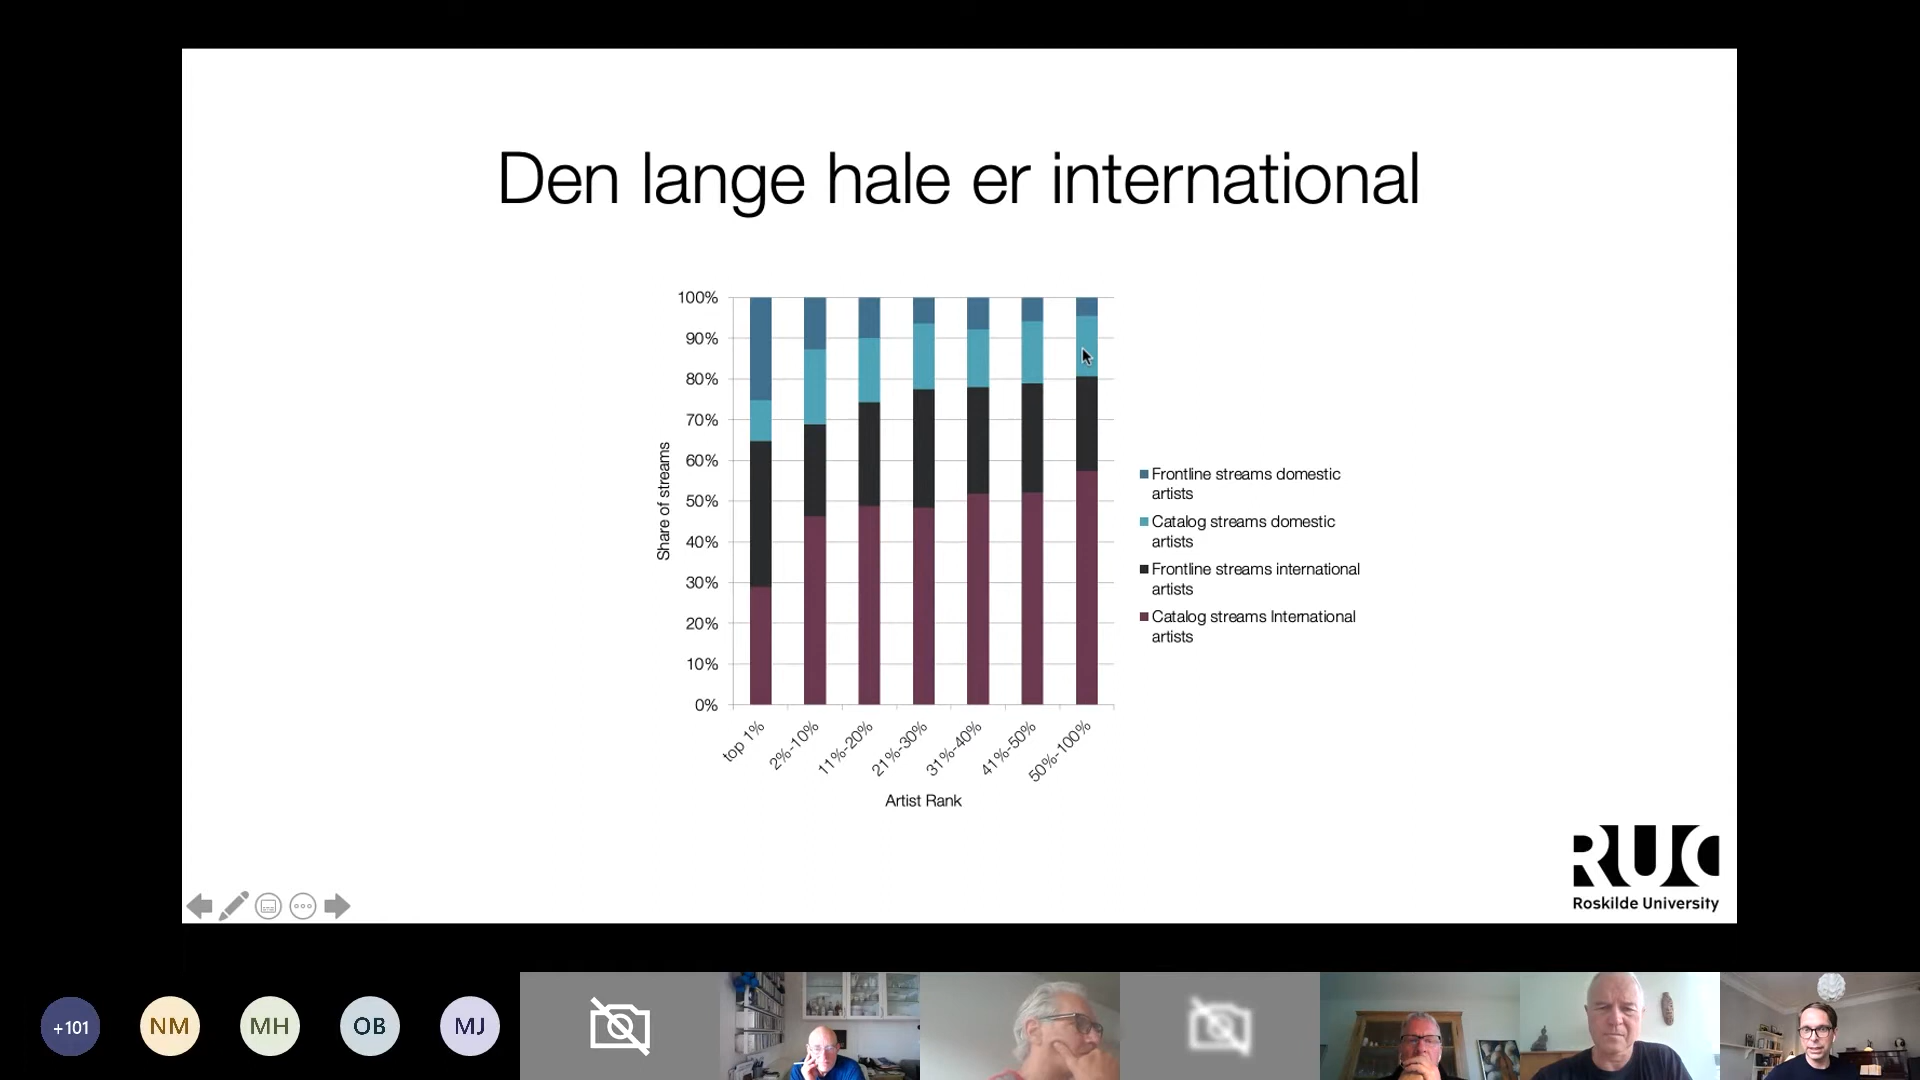 Den lange hale er international
100%
90%
80%
70%
60%
50%
40%
30%
20%
10%
0%
Share of streams
top 1%
2%-10%
11%-20%
21%-30%
31%-40%
41%-50%
50%-100%
Artist Rank
Frontline streams domestic
artists
Catalog streams domestic
artists
Frontline streams international
artists
Catalog streams International
artists
RUC
Roskilde University
+101
NM
MH
OB
MJ